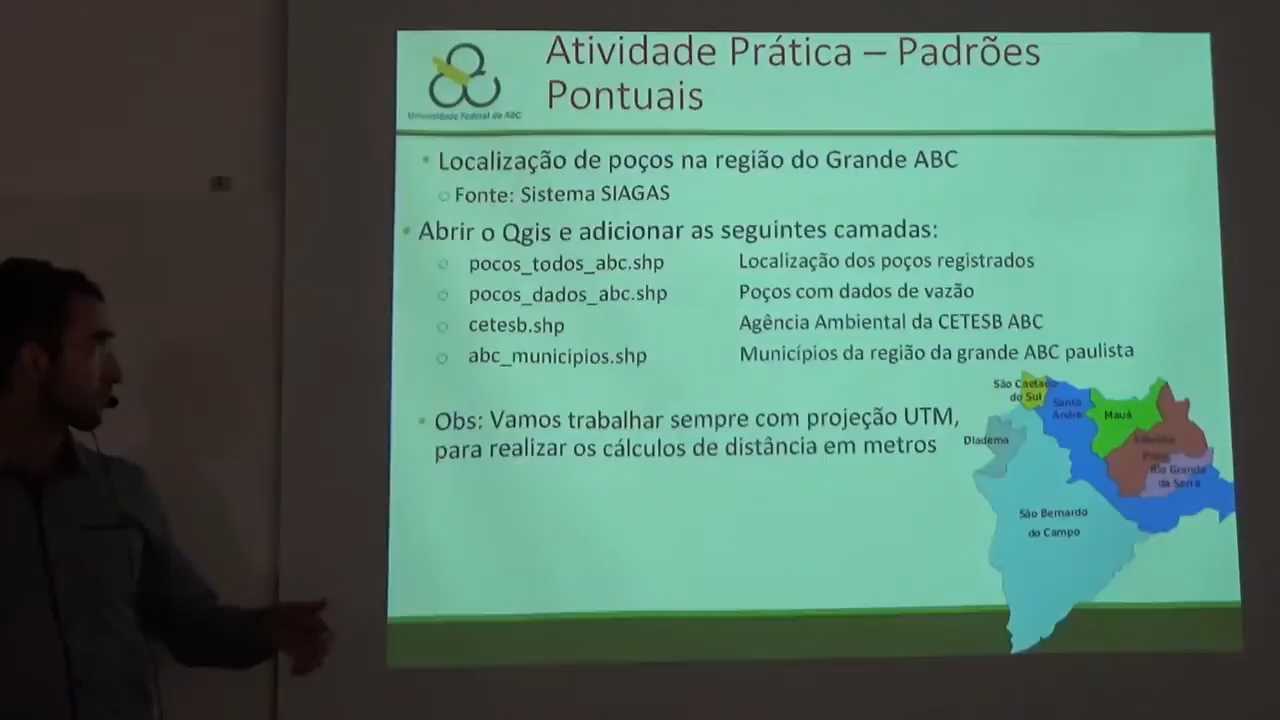 Atividade Prática – Padrões
Pontuais
Universidade Federal do ABC
• Localização de poços na região do Grande ABC
○ Fonte: Sistema SIAGAS
• Abrir o Qgis e adicionar as seguintes camadas:
○ pocos_todos_abc.shp Localização dos poços registrados
○ pocos_dados_abc.shp Poços com dados de vazão
○ cetesb.shp Agência Ambiental da CETESB ABC
○ abc_municipios.shp Municípios da região da grande ABC paulista
• Obs: Vamos trabalhar sempre com projeção UTM,
para realizar os cálculos de distância em metros
São Caetano
do Sul
Santo
André
Mauá
Diadema
Rio Grande
da Serra
São Bernardo
do Campo